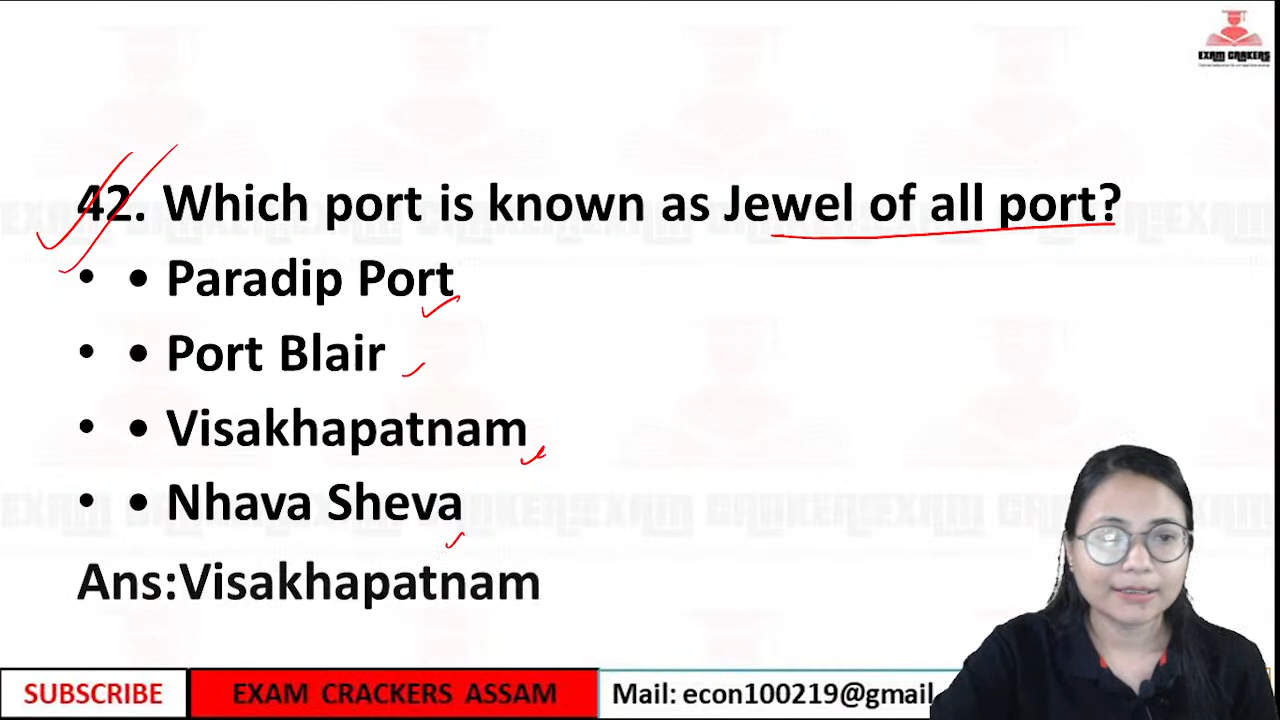 EXAM CRAKERS
42. Which port is known as Jewel of all port?
• • Paradip Port
• • Port Blair
• • Visakhapatnam
• • Nhava Sheva
Ans:Visakhapatnam
SUBSCRIBE
EXAM CRACKERS ASSAM
Mail: econ100219@gmail